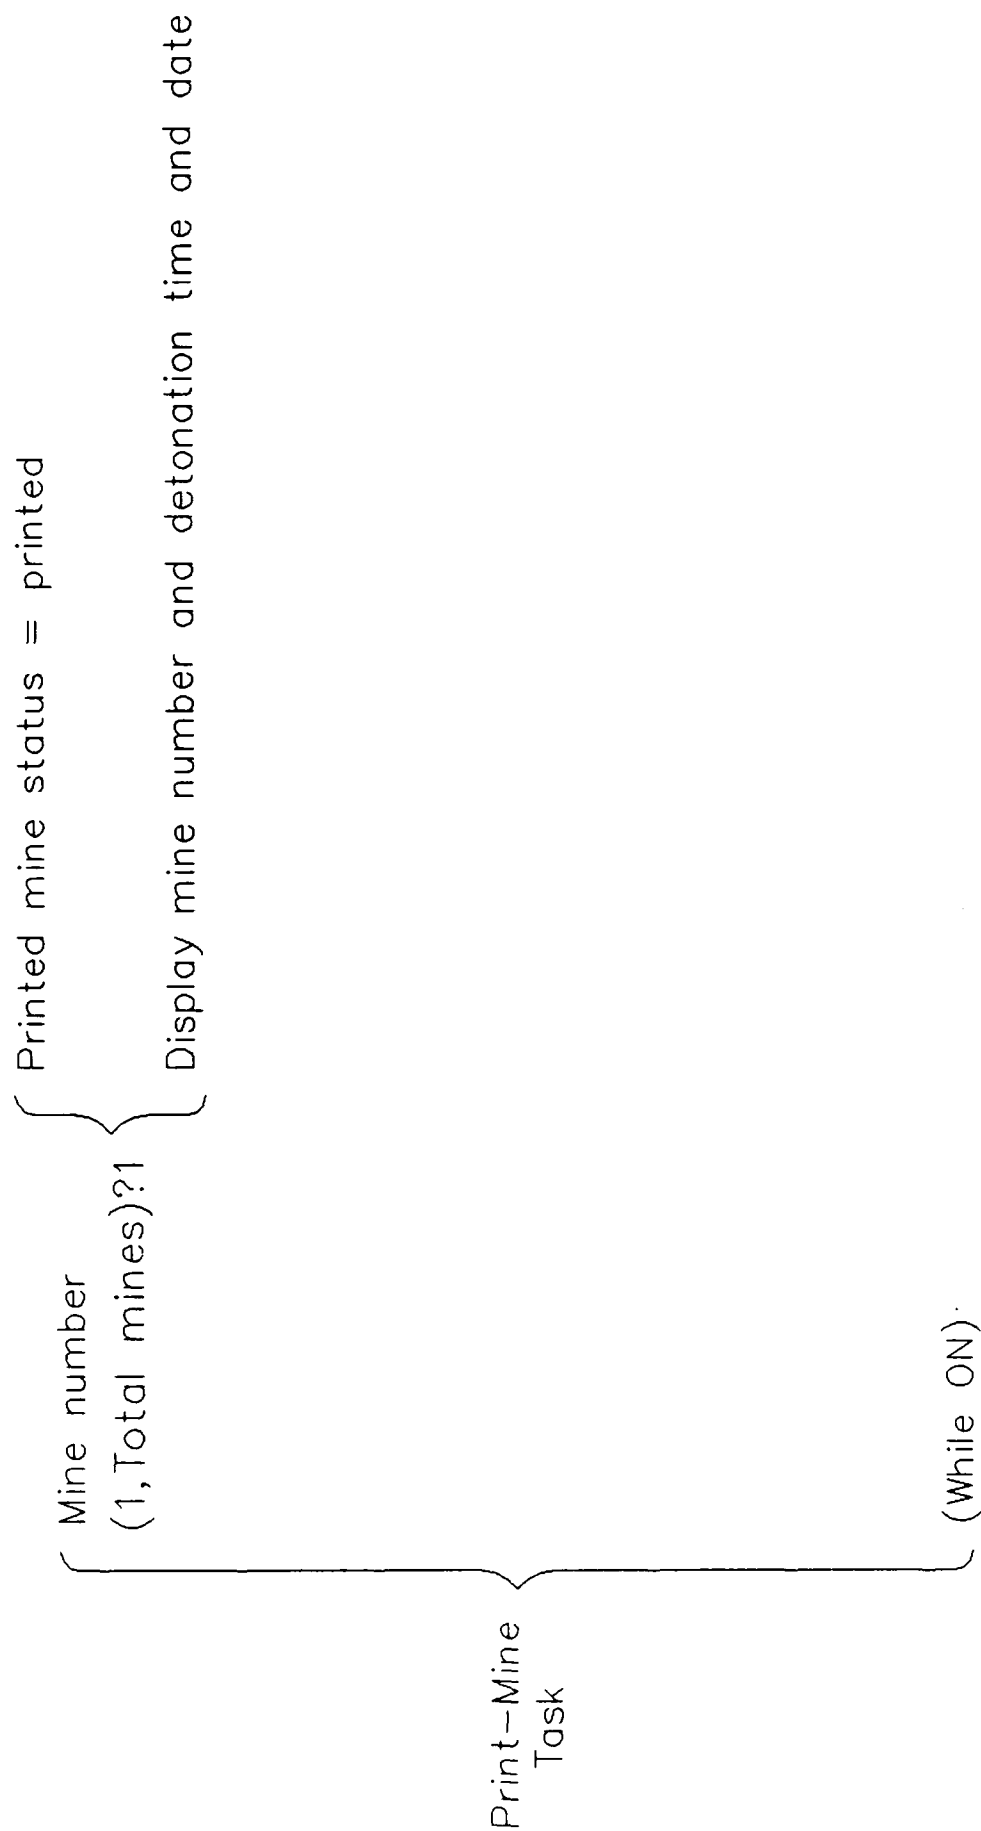 Printed mine status = printed
Mine number
(1,Total mines)?1
Display mine number and detonation time and date
Print-Mine
Task
(While ON)